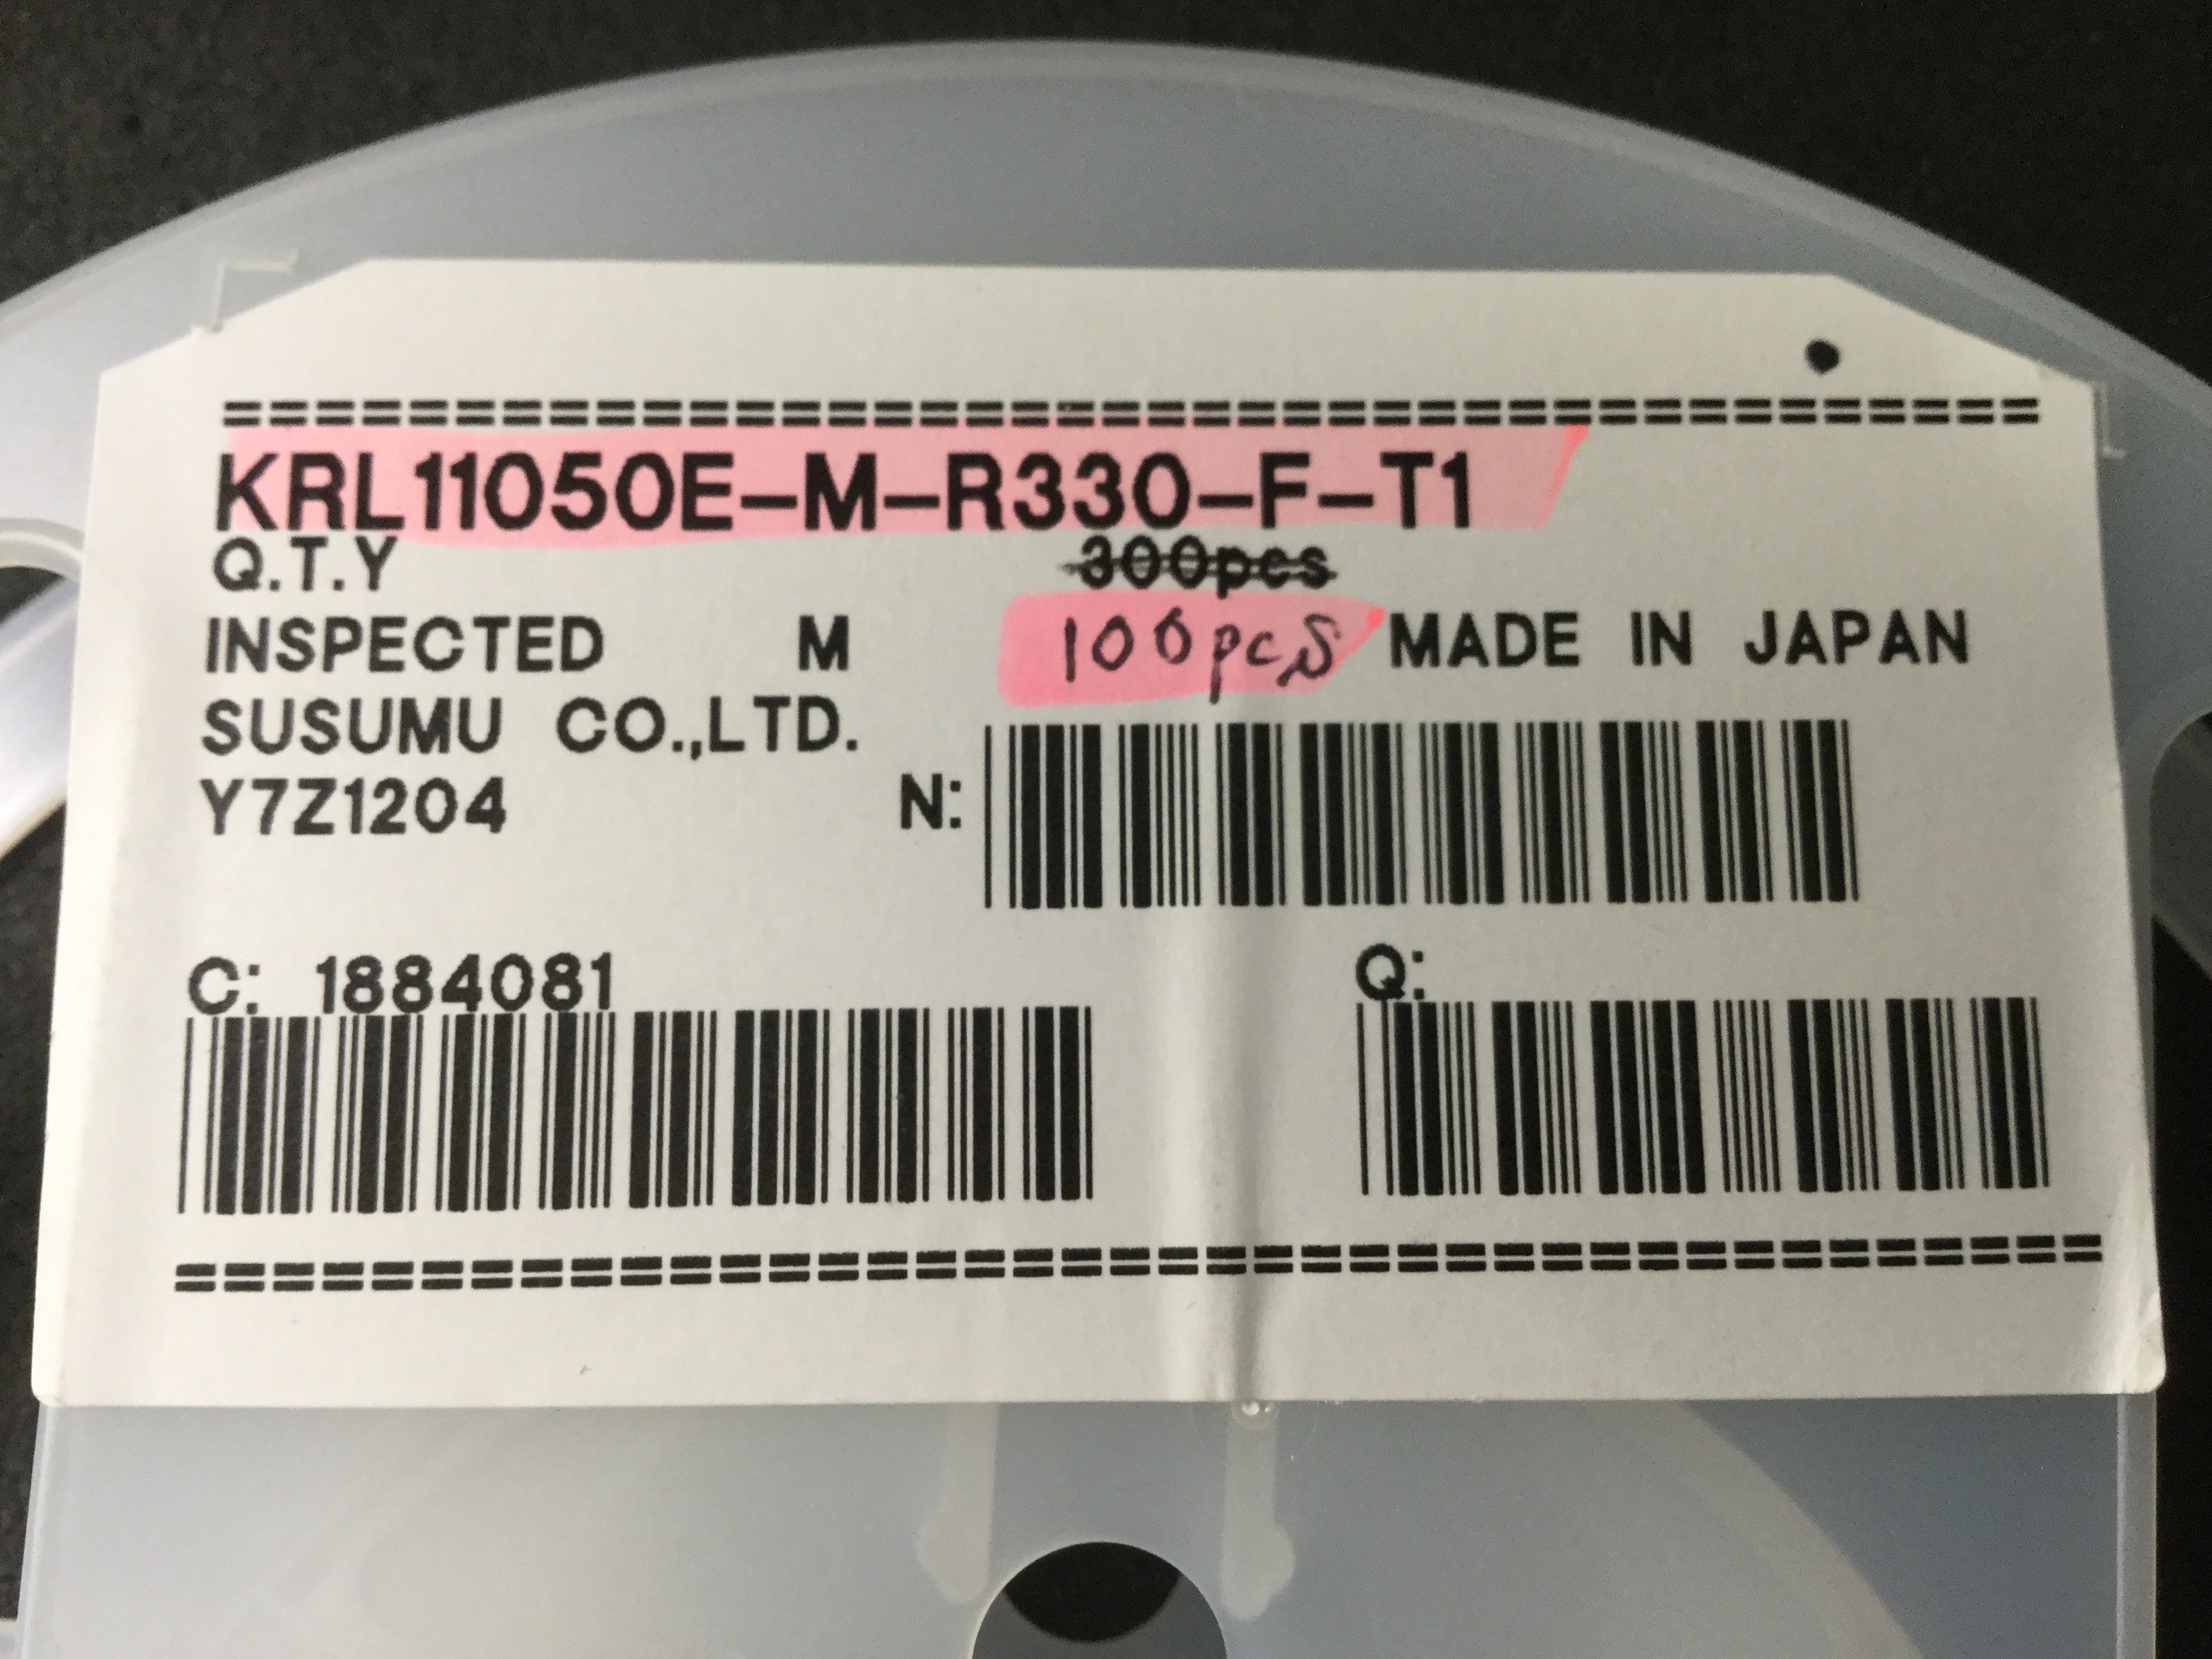 ================================
KRL11050E-M-R330-F-T1
Q.T.Y 300pcs
INSPECTED M 100pcs MADE IN JAPAN
SUSUMU CO.,LTD.
Y7Z1204 N:
C: 1884081 Q:
================================